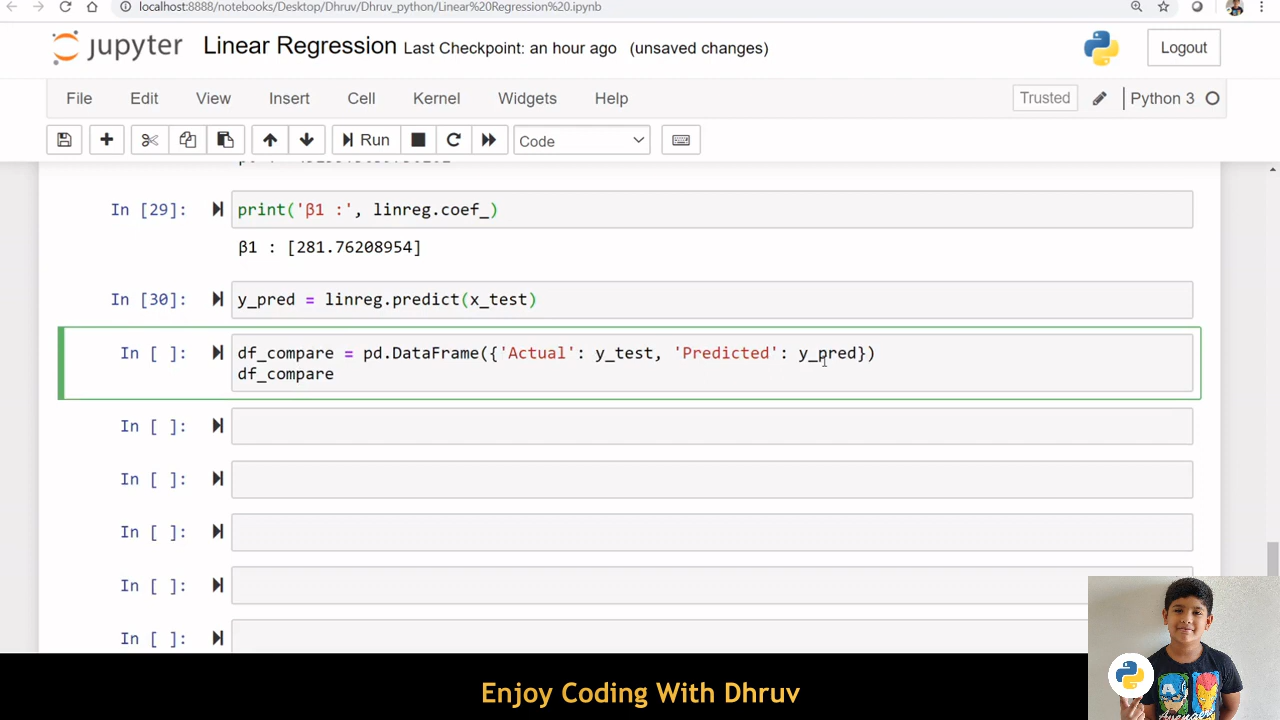 localhost:8888/notebooks/Desktop/Dhruv/Dhruv_python/Linear%20Regression%20.ipynb
jupyter Linear Regression Last Checkpoint: an hour ago (unsaved changes) Logout
File Edit View Insert Cell Kernel Widgets Help Trusted Python 3
Run Code
In [29]: print('β1 :', linreg.coef_)
β1 : [281.76208954]
In [30]: y_pred = linreg.predict(x_test)
In [ ]: df_compare = pd.DataFrame({'Actual': y_test, 'Predicted': y_pred})
df_compare
In [ ]:
In [ ]:
In [ ]:
In [ ]:
In [ ]:
Enjoy Coding With Dhruv